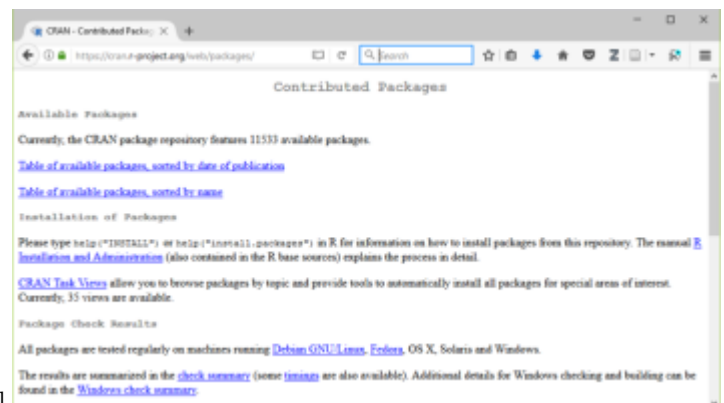 CRAN - Contributed Packag
https://cran.r-project.org/web/packages/
Search
Contributed Packages
Available Packages
Currently, the CRAN package repository features 11533 available packages.
Table of available packages, sorted by date of publication
Table of available packages, sorted by name
Installation of Packages
Please type help("INSTALL") or help("install.packages") in R for information on how to install packages from this repository. The manual R
Installation and Administration (also contained in the R base sources) explains the process in detail.
CRAN Task Views allow you to browse packages by topic and provide tools to automatically install all packages for special areas of interest.
Currently, 35 views are available.
Package Check Results
All packages are tested regularly on machines running Debian GNU/Linux, Fedora, OS X, Solaris and Windows.
The results are summarized in the check summary (some timings are also available). Additional details for Windows checking and building can be
found in the Windows check summary.